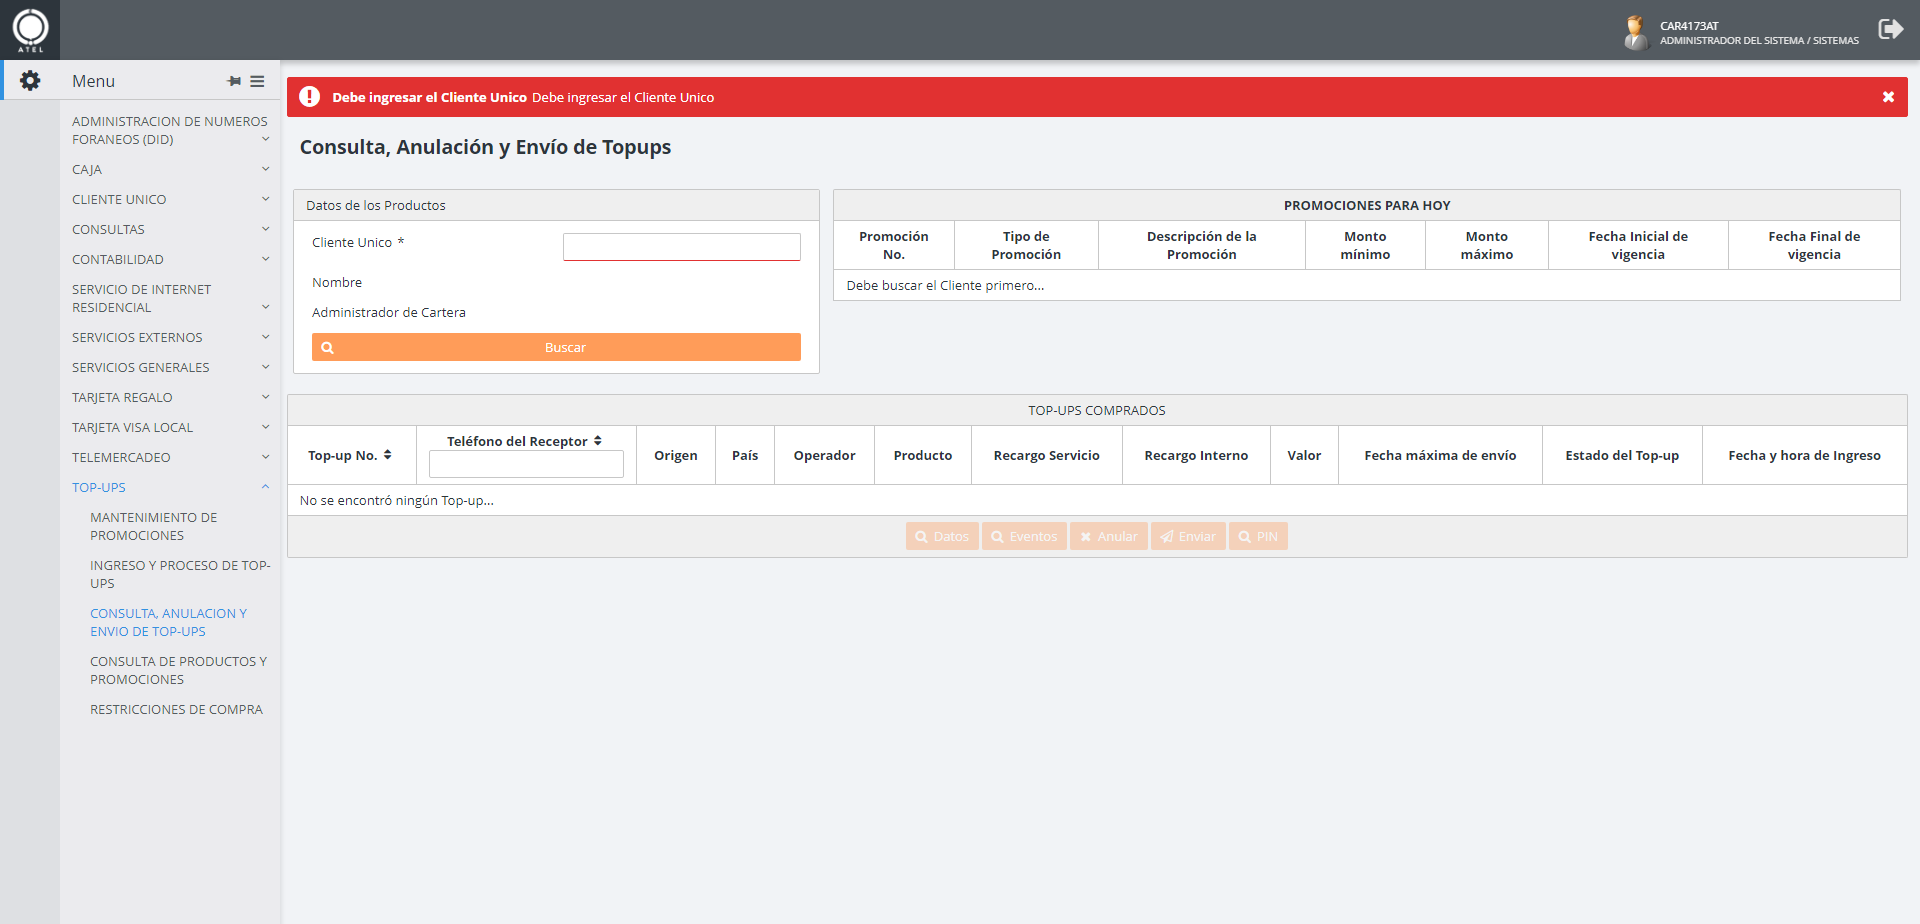 ATEL
CAR4173AT
ADMINISTRADOR DEL SISTEMA / SISTEMAS
Menu
ADMINISTRACION DE NUMEROS
FORANEOS (DID)
CAJA
CLIENTE UNICO
CONSULTAS
CONTABILIDAD
SERVICIO DE INTERNET
RESIDENCIAL
SERVICIOS EXTERNOS
SERVICIOS GENERALES
TARJETA REGALO
TARJETA VISA LOCAL
TELEMERCADEO
TOP-UPS
MANTENIMIENTO DE
PROMOCIONES
INGRESO Y PROCESO DE TOP-
UPS
CONSULTA, ANULACION Y
ENVIO DE TOP-UPS
CONSULTA DE PRODUCTOS Y
PROMOCIONES
RESTRICCIONES DE COMPRA
Debe ingresar el Cliente Unico Debe ingresar el Cliente Unico
Consulta, Anulación y Envío de Topups
Datos de los Productos
Cliente Unico *
Nombre
Administrador de Cartera
Buscar
PROMOCIONES PARA HOY
Promoción No. Tipo de Promoción Descripción de la Promoción Monto mínimo Monto máximo Fecha Inicial de vigencia Fecha Final de vigencia
Debe buscar el Cliente primero...
TOP-UPS COMPRADOS
Top-up No. Teléfono del Receptor Origen País Operador Producto Recargo Servicio Recargo Interno Valor Fecha máxima de envío Estado del Top-up Fecha y hora de Ingreso
No se encontró ningún Top-up...
Datos Eventos Anular Enviar PIN